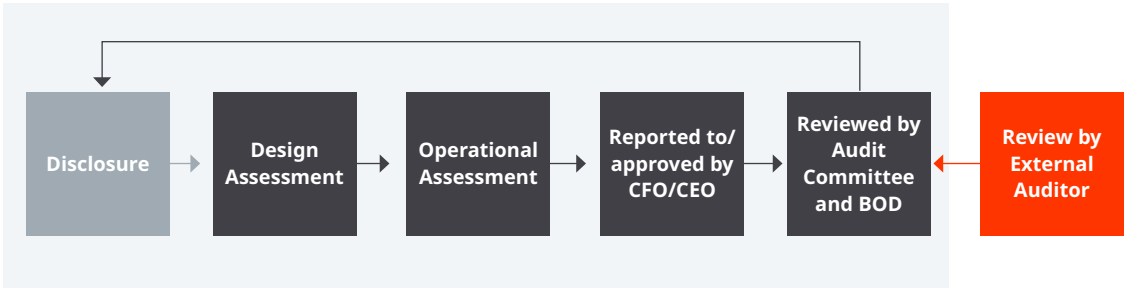 Disclosure
Design
Assessment
Operational
Assessment
Reported to/
approved by
CFO/CEO
Reviewed by
Audit
Committee
and BOD
Review by
External
Auditor